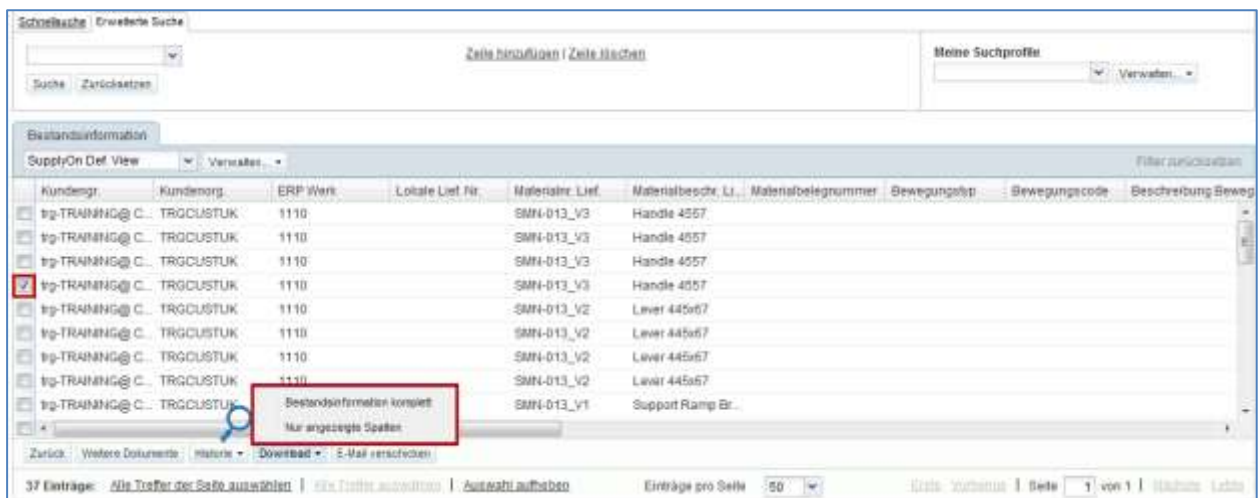 Schnellsuche Erweiterte Suche
Zeile hinzufügen | Zeile löschen
Meine Suchprofile
Verwalten...
Suche Zurücksetzen
Bestandsinformation
SupplyOn Def. View Verwalten... Filter zurücksetzen
Kundengr. Kundenorg. ERP Werk Lokale Lief. Nr. Materialnr. Lief. Materialbeschr. Li... Materialbelegnummer Bewegungstyp Bewegungscode Beschreibung Beweg
trg-TRAINING@ C... TRGCUSTUK 1110 SMN-013_V3 Handle 4557
trg-TRAINING@ C... TRGCUSTUK 1110 SMN-013_V3 Handle 4557
trg-TRAINING@ C... TRGCUSTUK 1110 SMN-013_V3 Handle 4557
trg-TRAINING@ C... TRGCUSTUK 1110 SMN-013_V3 Handle 4557
trg-TRAINING@ C... TRGCUSTUK 1110 SMN-013_V2 Lever 445x67
trg-TRAINING@ C... TRGCUSTUK 1110 SMN-013_V2 Lever 445x67
trg-TRAINING@ C... TRGCUSTUK 1110 SMN-013_V2 Lever 445x67
trg-TRAINING@ C... TRGCUSTUK 1110 SMN-013_V2 Lever 445x67
trg-TRAINING@ C... TRGCUSTUK SMN-013_V1 Support Ramp Br...
Bestandsinformation komplett
Nur angezeigte Spalten
Zurück Weitere Dokumente Historie Download E-Mail verschicken
37 Einträge: Alle Treffer der Seite auswählen | Alle Treffer auswählen | Auswahl aufheben Einträge pro Seite 50 Erste Vorherige | Seite 1 von 1 | Nächste Letzte